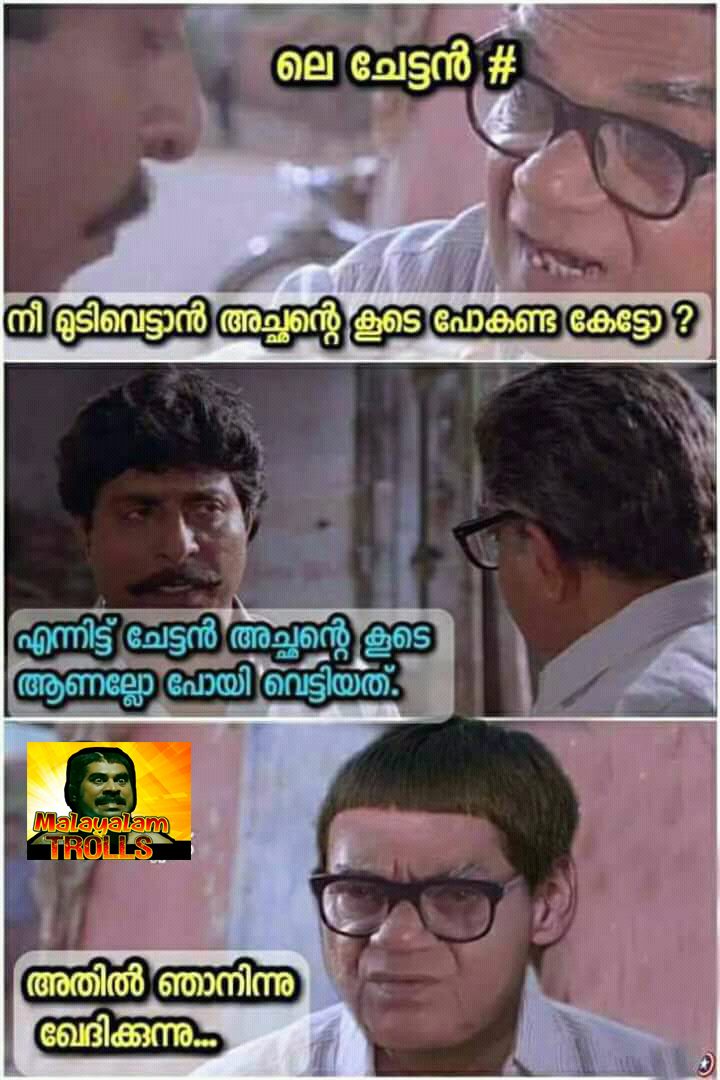 ലെ ചേട്ടൻ #
നീ മുടിവെട്ടാൻ അച്ഛന്റെ കൂടെ പോകണ്ട കേട്ടോ ?
എന്നിട്ട് ചേട്ടൻ അച്ഛന്റെ കൂടെ
ആണല്ലോ പോയി വെട്ടിയത്.
Malayalam
TROLLS
അതിൽ ഞാനിന്നു
ഖേദിക്കുന്നു...